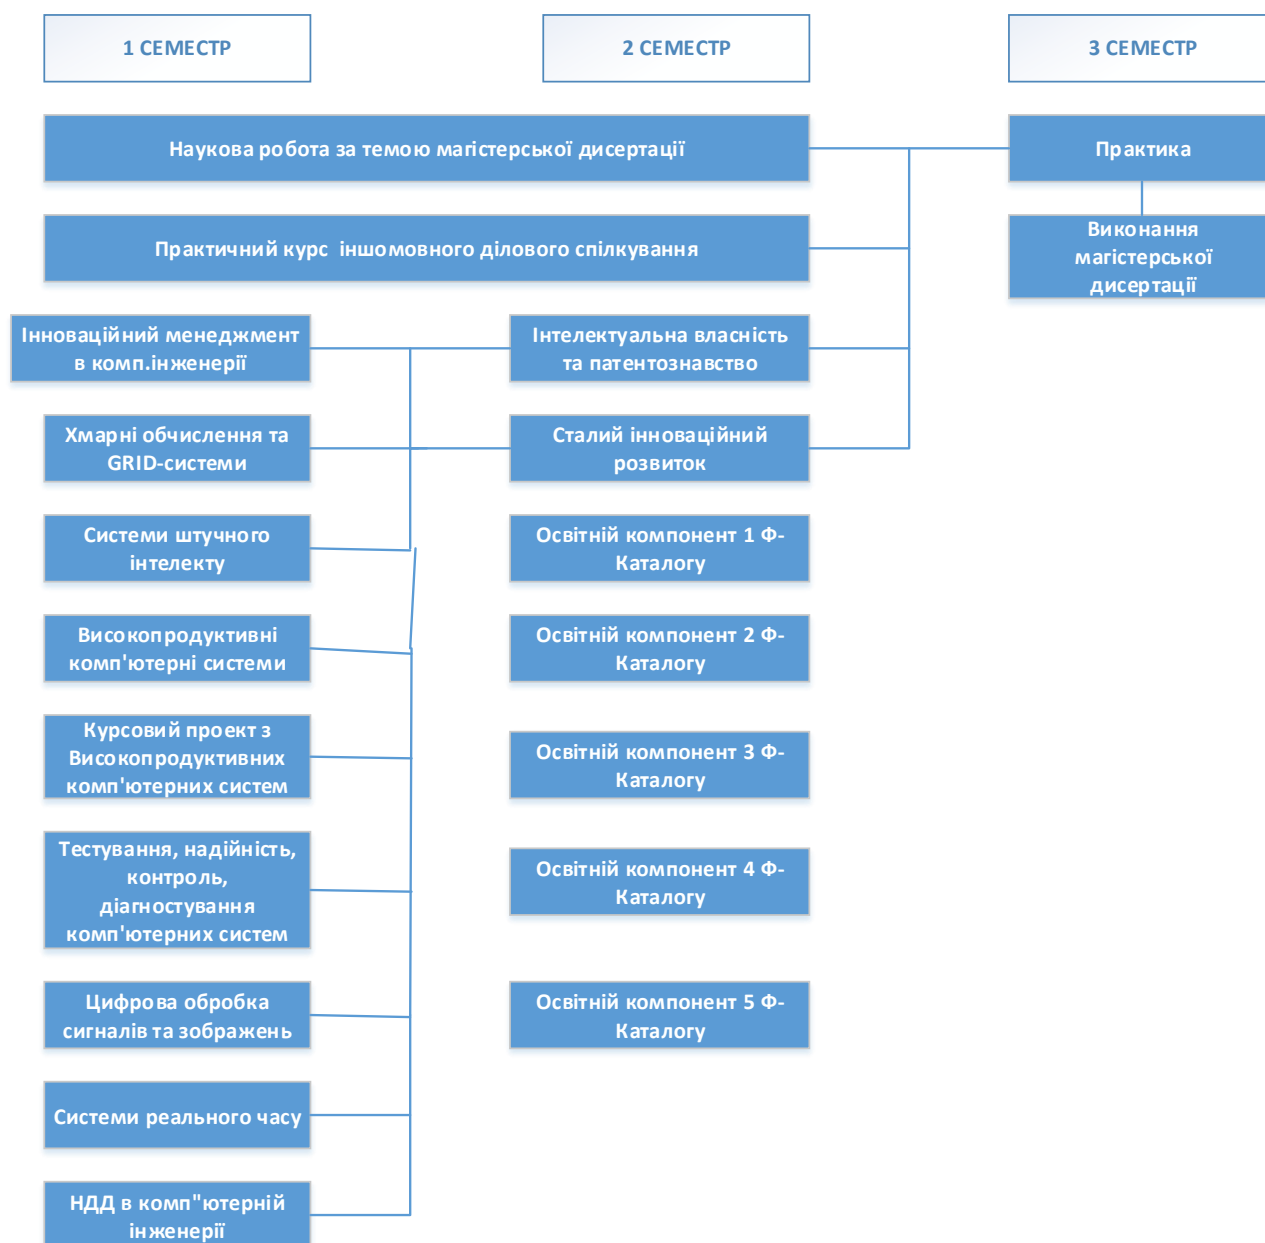 1 СЕМЕСТР
2 СЕМЕСТР
3 СЕМЕСТР
Наукова робота за темою магістерської дисертації
Практика
Практичний курс  іншомовного ділового спілкування
Виконання
магістерської
дисертації
Інноваційний менеджмент
в комп.інженерії
Інтелектуальна власність
та патентознавство
Хмарні обчислення та
GRID-системи
Сталий інноваційний
розвиток
Системи штучного
інтелекту
Освітній компонент 1 Ф-
Каталогу
Високопродуктивні
комп'ютерні системи
Освітній компонент 2 Ф-
Каталогу
Курсовий проект з
Високопродуктивних
комп'ютерних систем
Освітній компонент 3 Ф-
Каталогу
Тестування, надійність,
контроль,
діагностування
комп'ютерних систем
Освітній компонент 4 Ф-
Каталогу
Цифрова обробка
сигналів та зображень
Освітній компонент 5 Ф-
Каталогу
Системи реального часу
НДД в комп"ютерній
інженерії